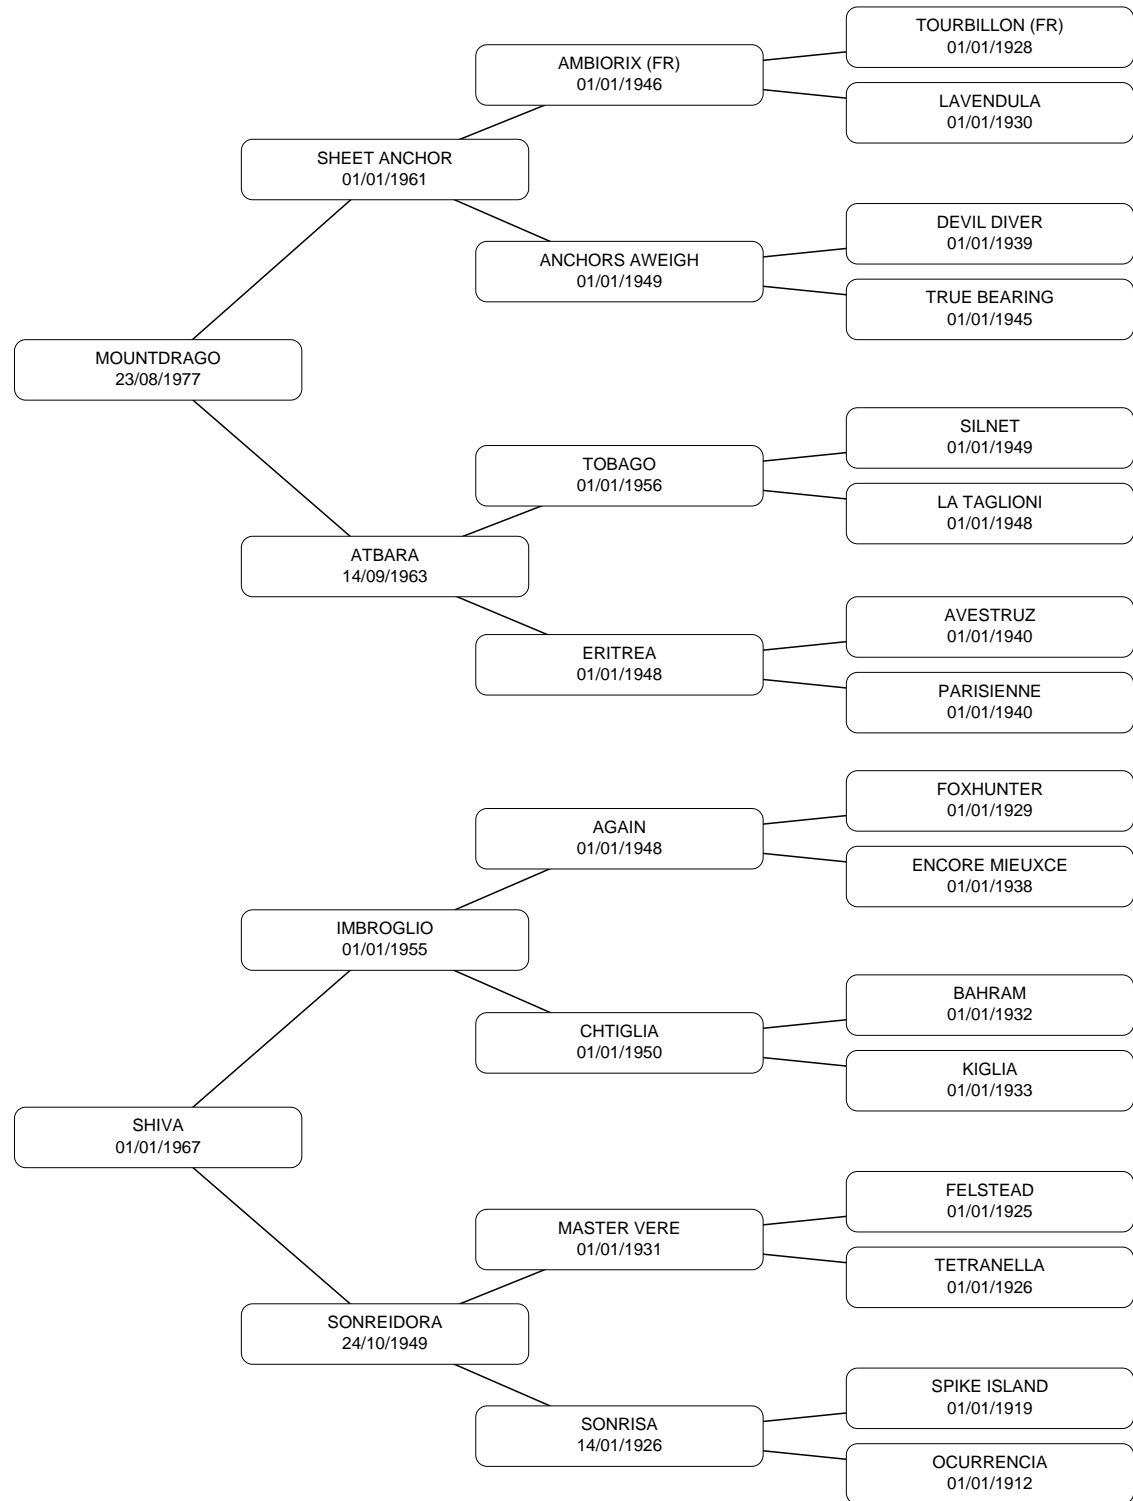 TOURBILLON (FR)
01/01/1928
AMBIORIX (FR)
01/01/1946
LAVENDULA
01/01/1930
SHEET ANCHOR
01/01/1961
DEVIL DIVER
01/01/1939
ANCHORS AWEIGH
01/01/1949
TRUE BEARING
01/01/1945
MOUNTDRAGO
23/08/1977
SILNET
01/01/1949
TOBAGO
01/01/1956
LA TAGLIONI
01/01/1948
ATBARA
14/09/1963
AVESTRUZ
01/01/1940
ERITREA
01/01/1948
PARISIENNE
01/01/1940
FOXHUNTER
01/01/1929
AGAIN
01/01/1948
ENCORE MIEUXCE
01/01/1938
IMBROGLIO
01/01/1955
BAHRAM
01/01/1932
CHTIGLIA
01/01/1950
KIGLIA
01/01/1933
SHIVA
01/01/1967
FELSTEAD
01/01/1925
MASTER VERE
01/01/1931
TETRANELLA
01/01/1926
SONREIDORA
24/10/1949
SPIKE ISLAND
01/01/1919
SONRISA
14/01/1926
OCURRENCIA
01/01/1912